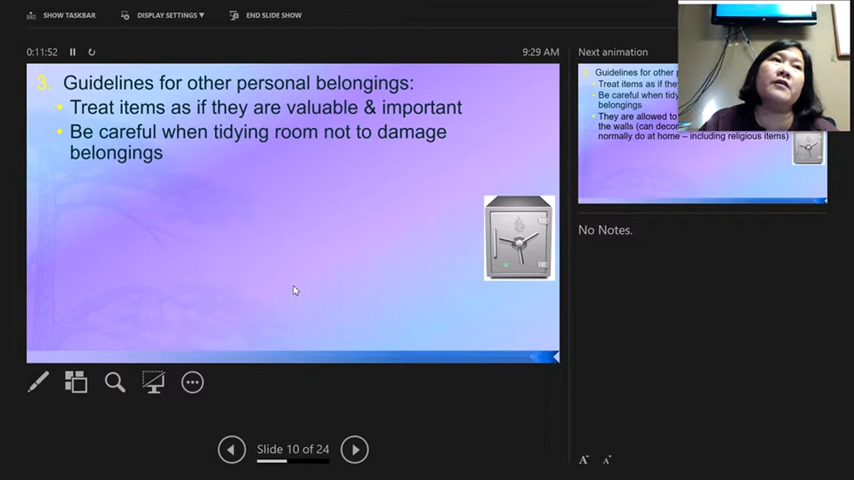 SHOW TASKBAR
DISPLAY SETTINGS ▼
END SLIDE SHOW
0:11:52
9:29 AM
3. Guidelines for other personal belongings:
• Treat items as if they are valuable & important
• Be careful when tidying room not to damage
belongings
Slide 10 of 24
Next animation
Guidelines for other
Treat items as if the
Be careful when tidy
belongings
They are allowed to
the walls (can decor
normally do at home – including religious items)
No Notes.
A
A